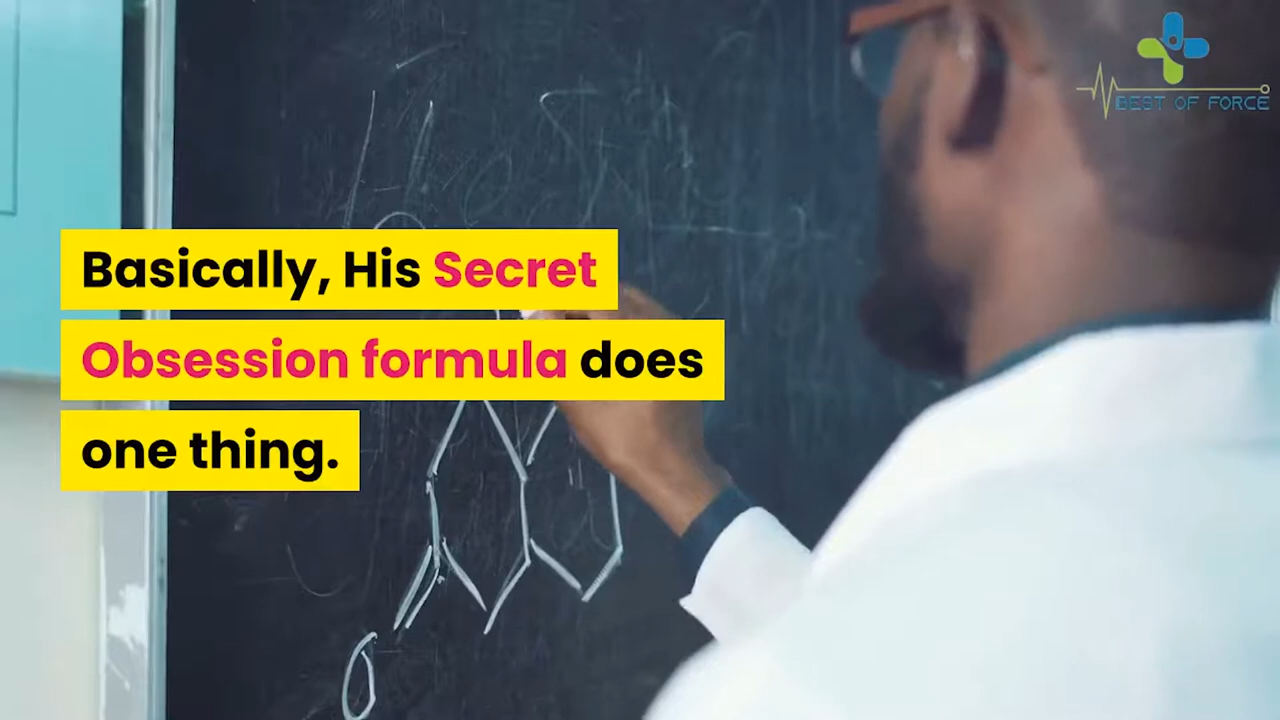 BEST OF FORCE
Basically, His Secret
Obsession formula does
one thing.
O